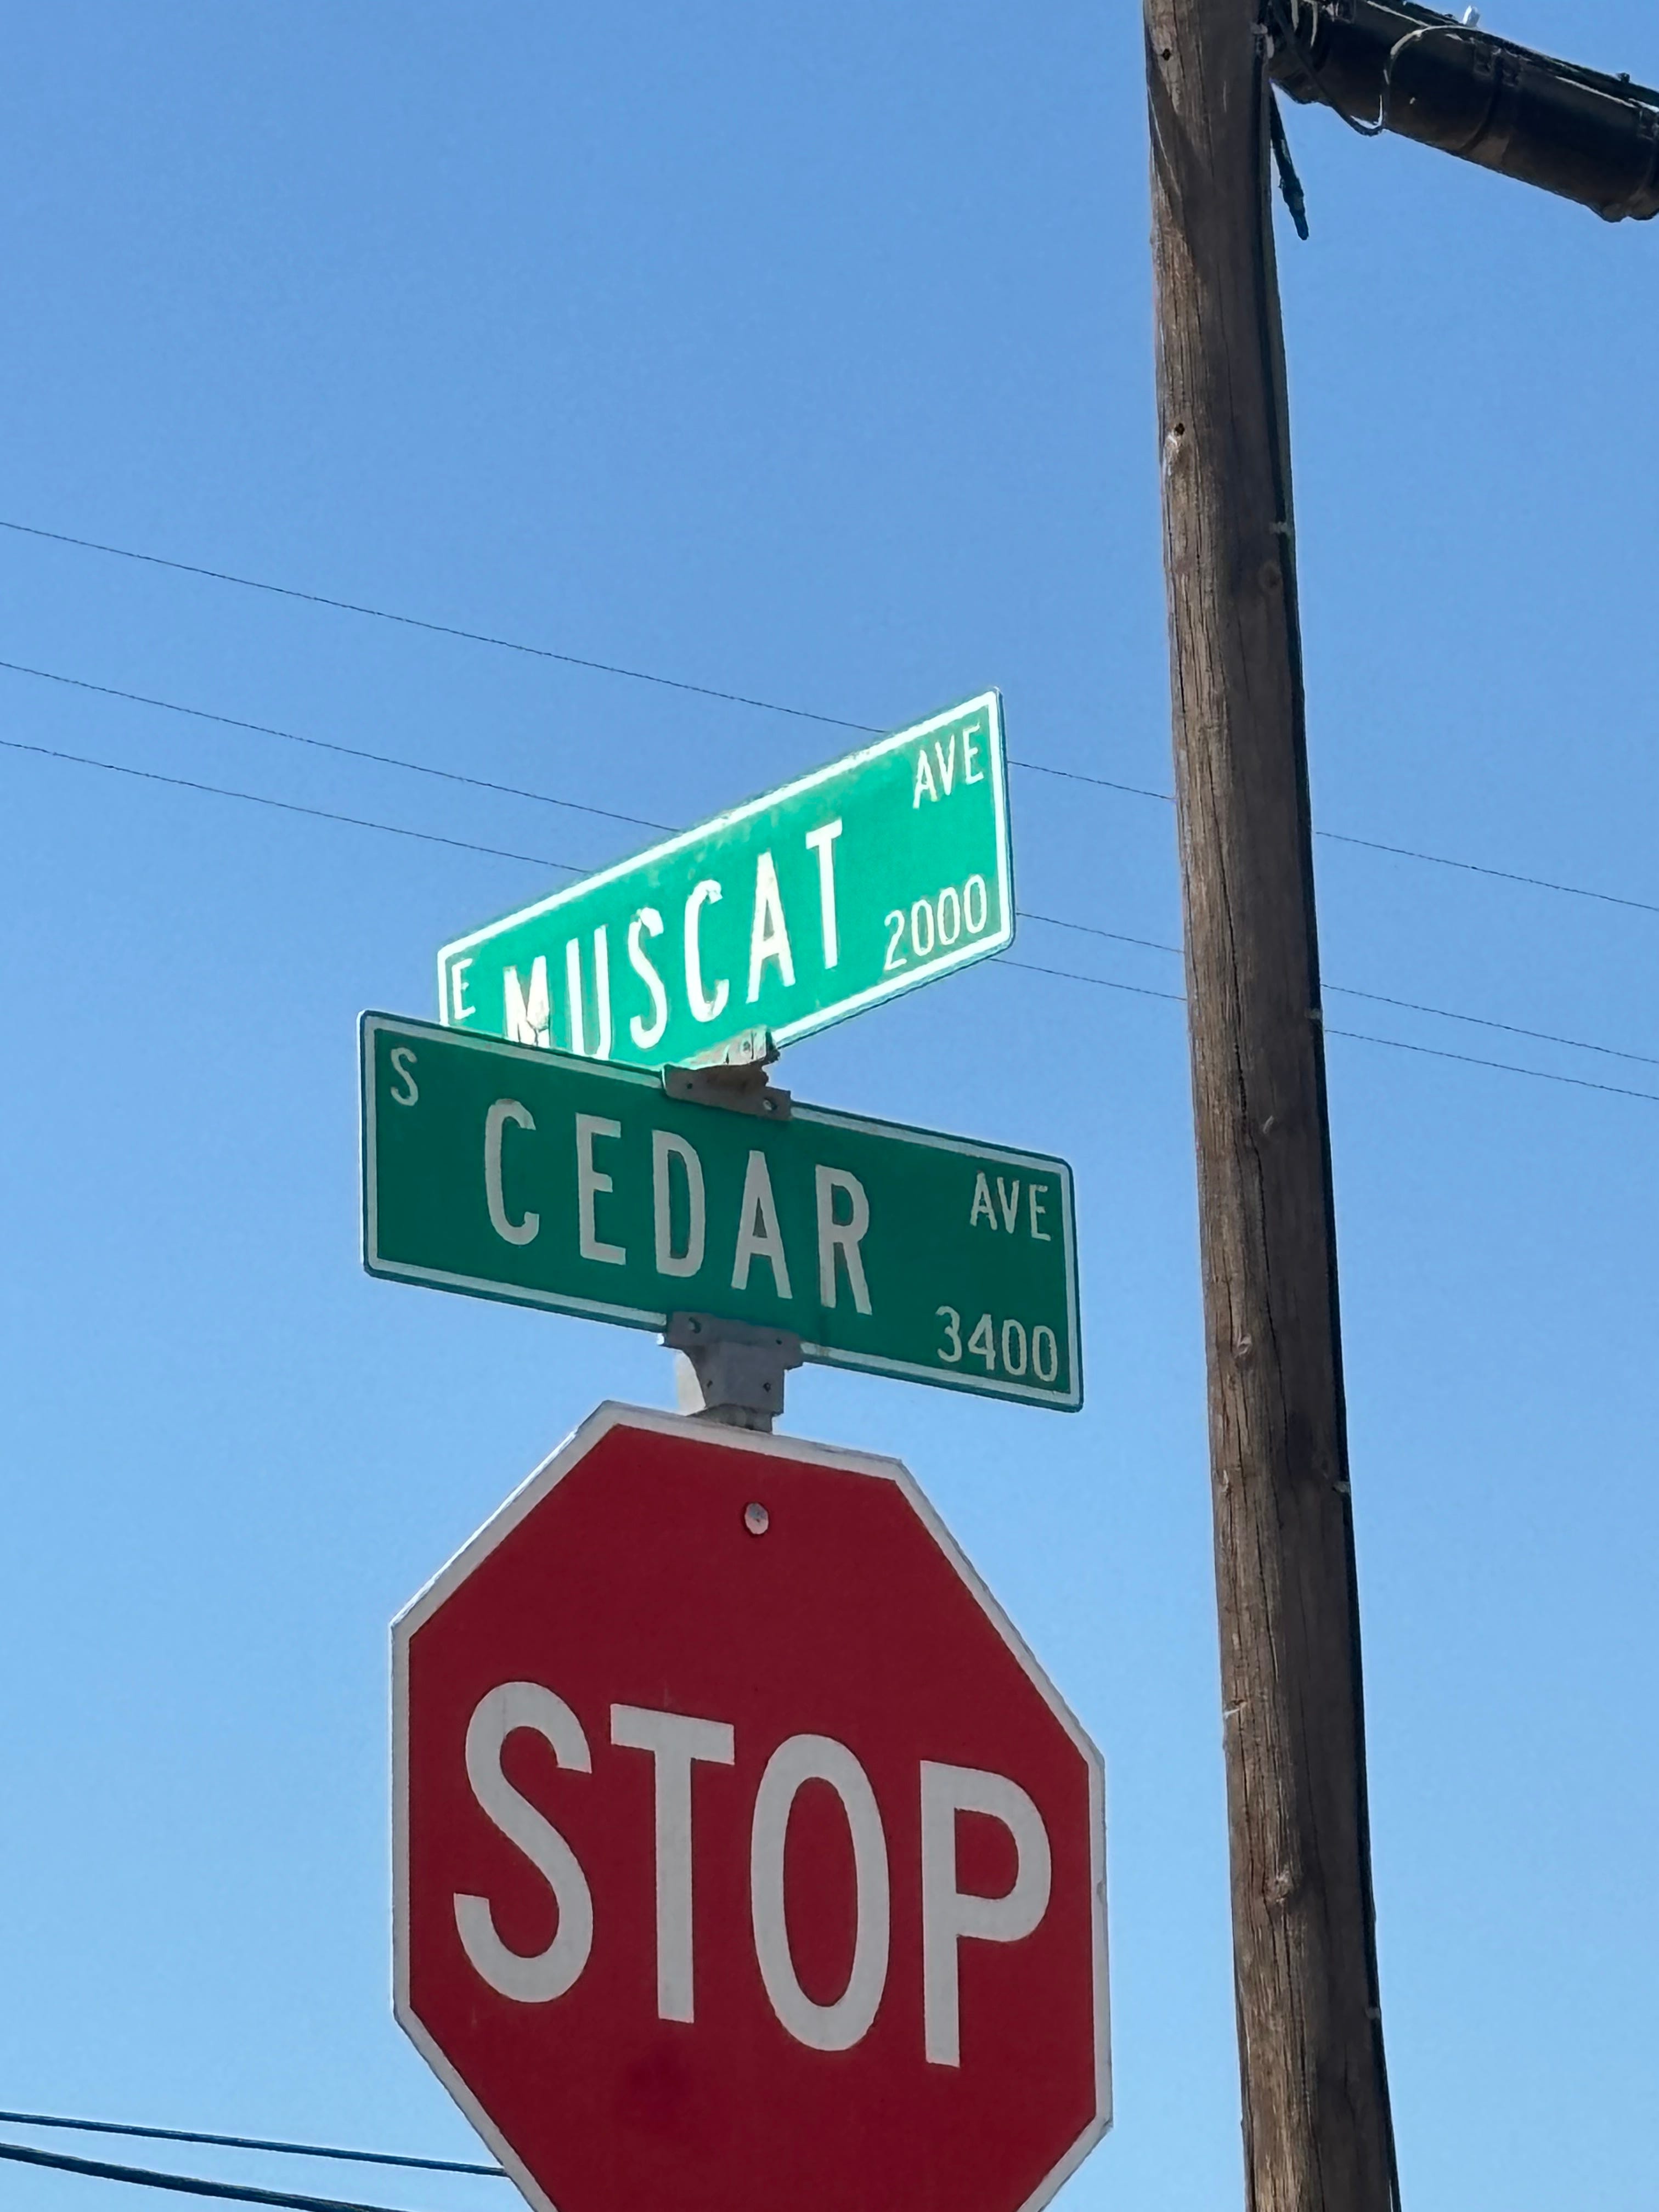 E MUSCAT AVE
2000
S CEDAR AVE
3400
STOP